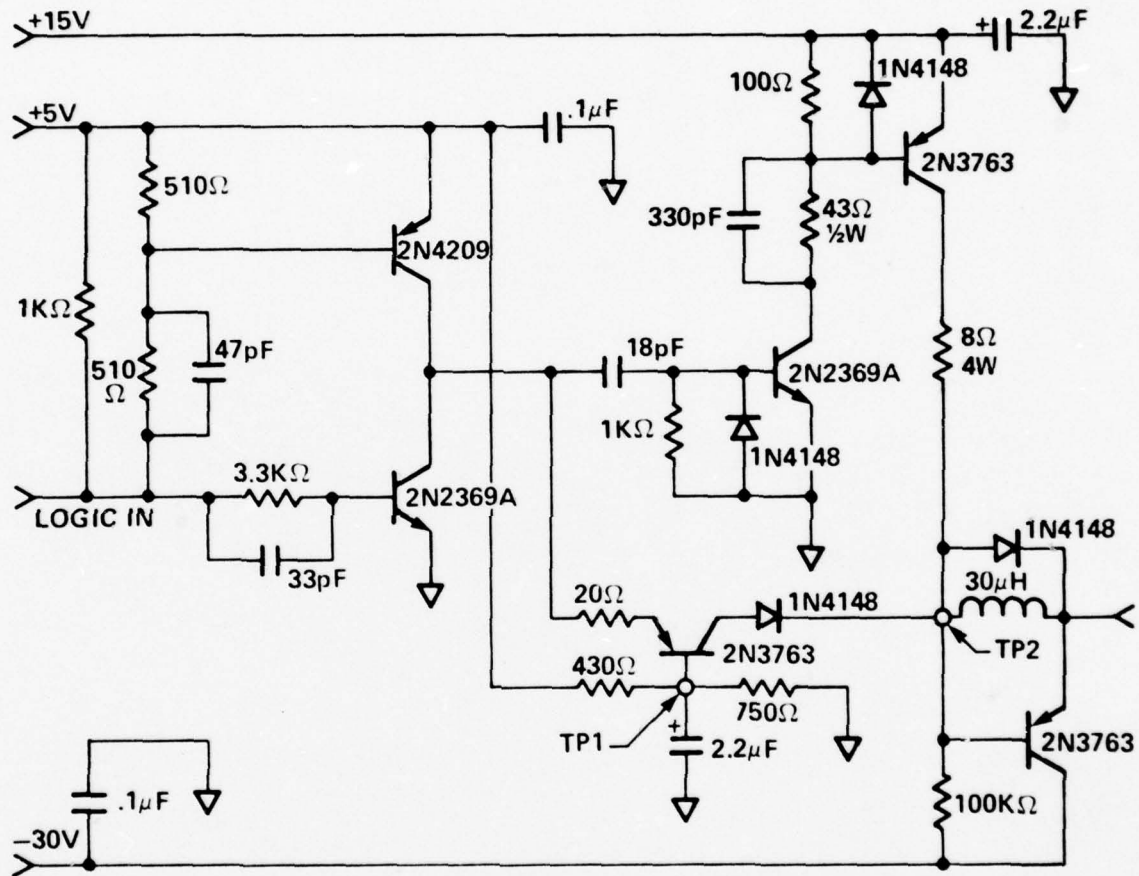 +15V
2.2μF
+
1N4148
100Ω
+5V
.1μF
2N3763
510Ω
330pF
43Ω
½W
2N4209
1KΩ
8Ω
4W
47pF
18pF
510
Ω
2N2369A
1KΩ
1N4148
3.3KΩ
2N2369A
LOGIC IN
1N4148
33pF
30μH
20Ω
1N4148
TP2
2N3763
430Ω
750Ω
TP1
+
2.2μF
2N3763
.1μF
100KΩ
−30V